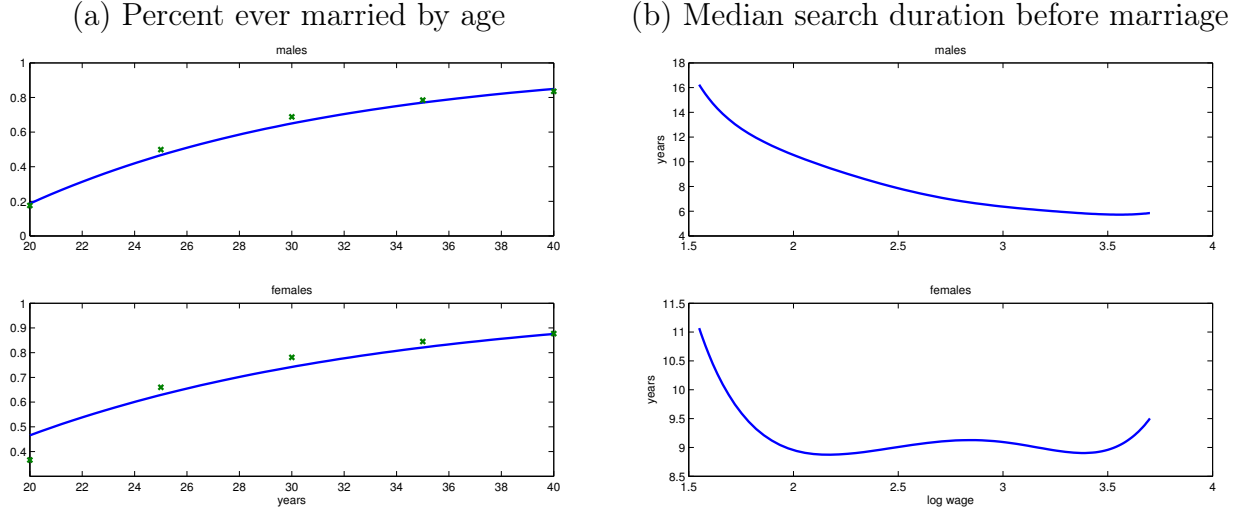 (a) Percent ever married by age
males
1
0.8
0.6
0.4
0.2
0
20 22 24 26 28 30 32 34 36 38 40
females
1
0.9
0.8
0.7
0.6
0.5
0.4
20 22 24 26 28 30 32 34 36 38 40
years
(b) Median search duration before marriage
males
18
16
14
12
10
8
6
4
years
1.5 2 2.5 3 3.5 4
females
11.5
11
10.5
10
9.5
9
8.5
years
1.5 2 2.5 3 3.5 4
log wage